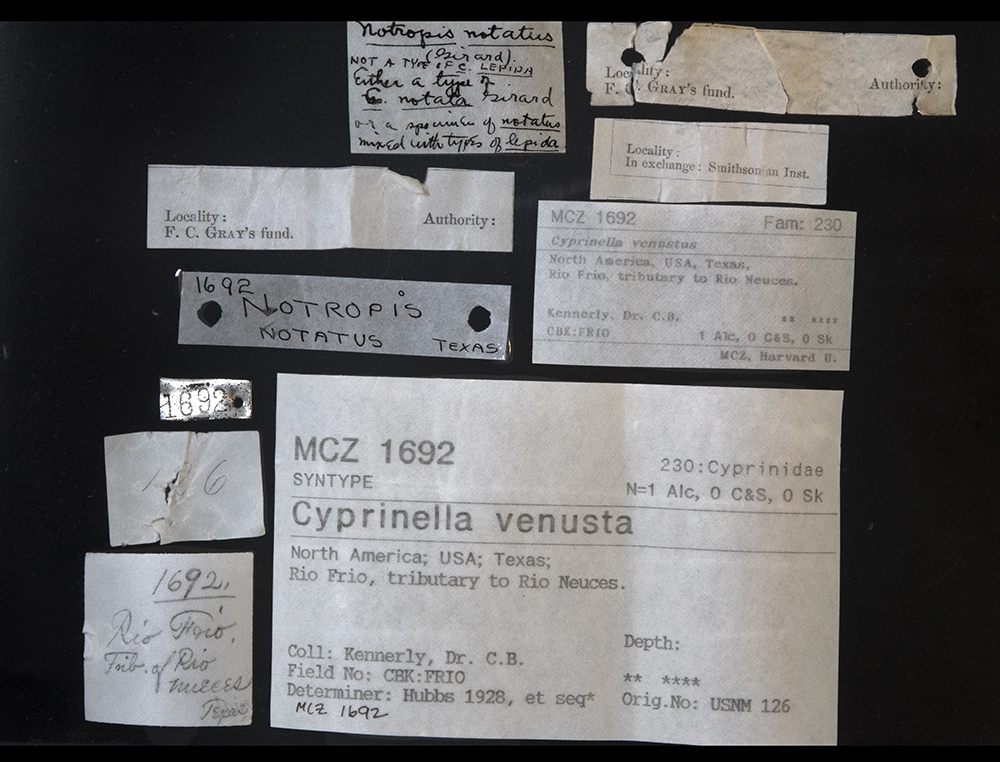 Notropis notatus
(Girard).
NOT A TYPE OF C. LEPIDA
Either a type of
C. notata Girard
or a specimen of notatus
mixed with types of lepida
Locality:
F. C. GRAY'S fund.
Authority:
Locality:
In exchange: Smithsonian Inst.
Locality:
F. C. GRAY'S fund.
Authority:
MCZ 1692 Fam: 230
Cyprinella venustus
North America, USA, Texas,
Rio Frio, tributary to Rio Neuces.
Kennerly, Dr. C.B. ** ****
CBK:FRIO 1 Alc, 0 C&S, 0 Sk
MCZ, Harvard U.
1692
NOTROPIS
NOTATUS TEXAS
1692
6
1692.
Rio Frio.
Trib. of Rio
nueces
Texas
MCZ 1692
SYNTYPE
230:Cyprinidae
N=1 Alc, 0 C&S, 0 Sk
Cyprinella venusta
North America; USA; Texas;
Rio Frio, tributary to Rio Neuces.
Depth:
Coll: Kennerly, Dr. C.B.
Field No: CBK:FRIO ** ****
Determiner: Hubbs 1928, et seq* Orig.No: USNM 126
MCZ 1692